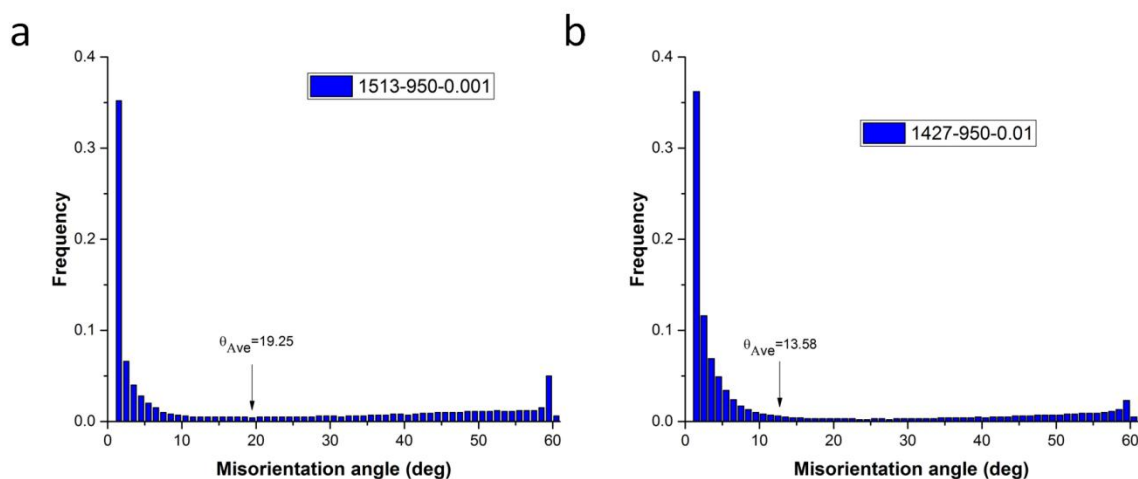 a
0.4
0.3
0.2
0.1
0.0
Frequency
1513-950-0.001
θAve=19.25
0 10 20 30 40 50 60
Misorientation angle (deg)
b
0.4
0.3
0.2
0.1
0.0
Frequency
1427-950-0.01
θAve=13.58
0 10 20 30 40 50 60
Misorientation angle (deg)